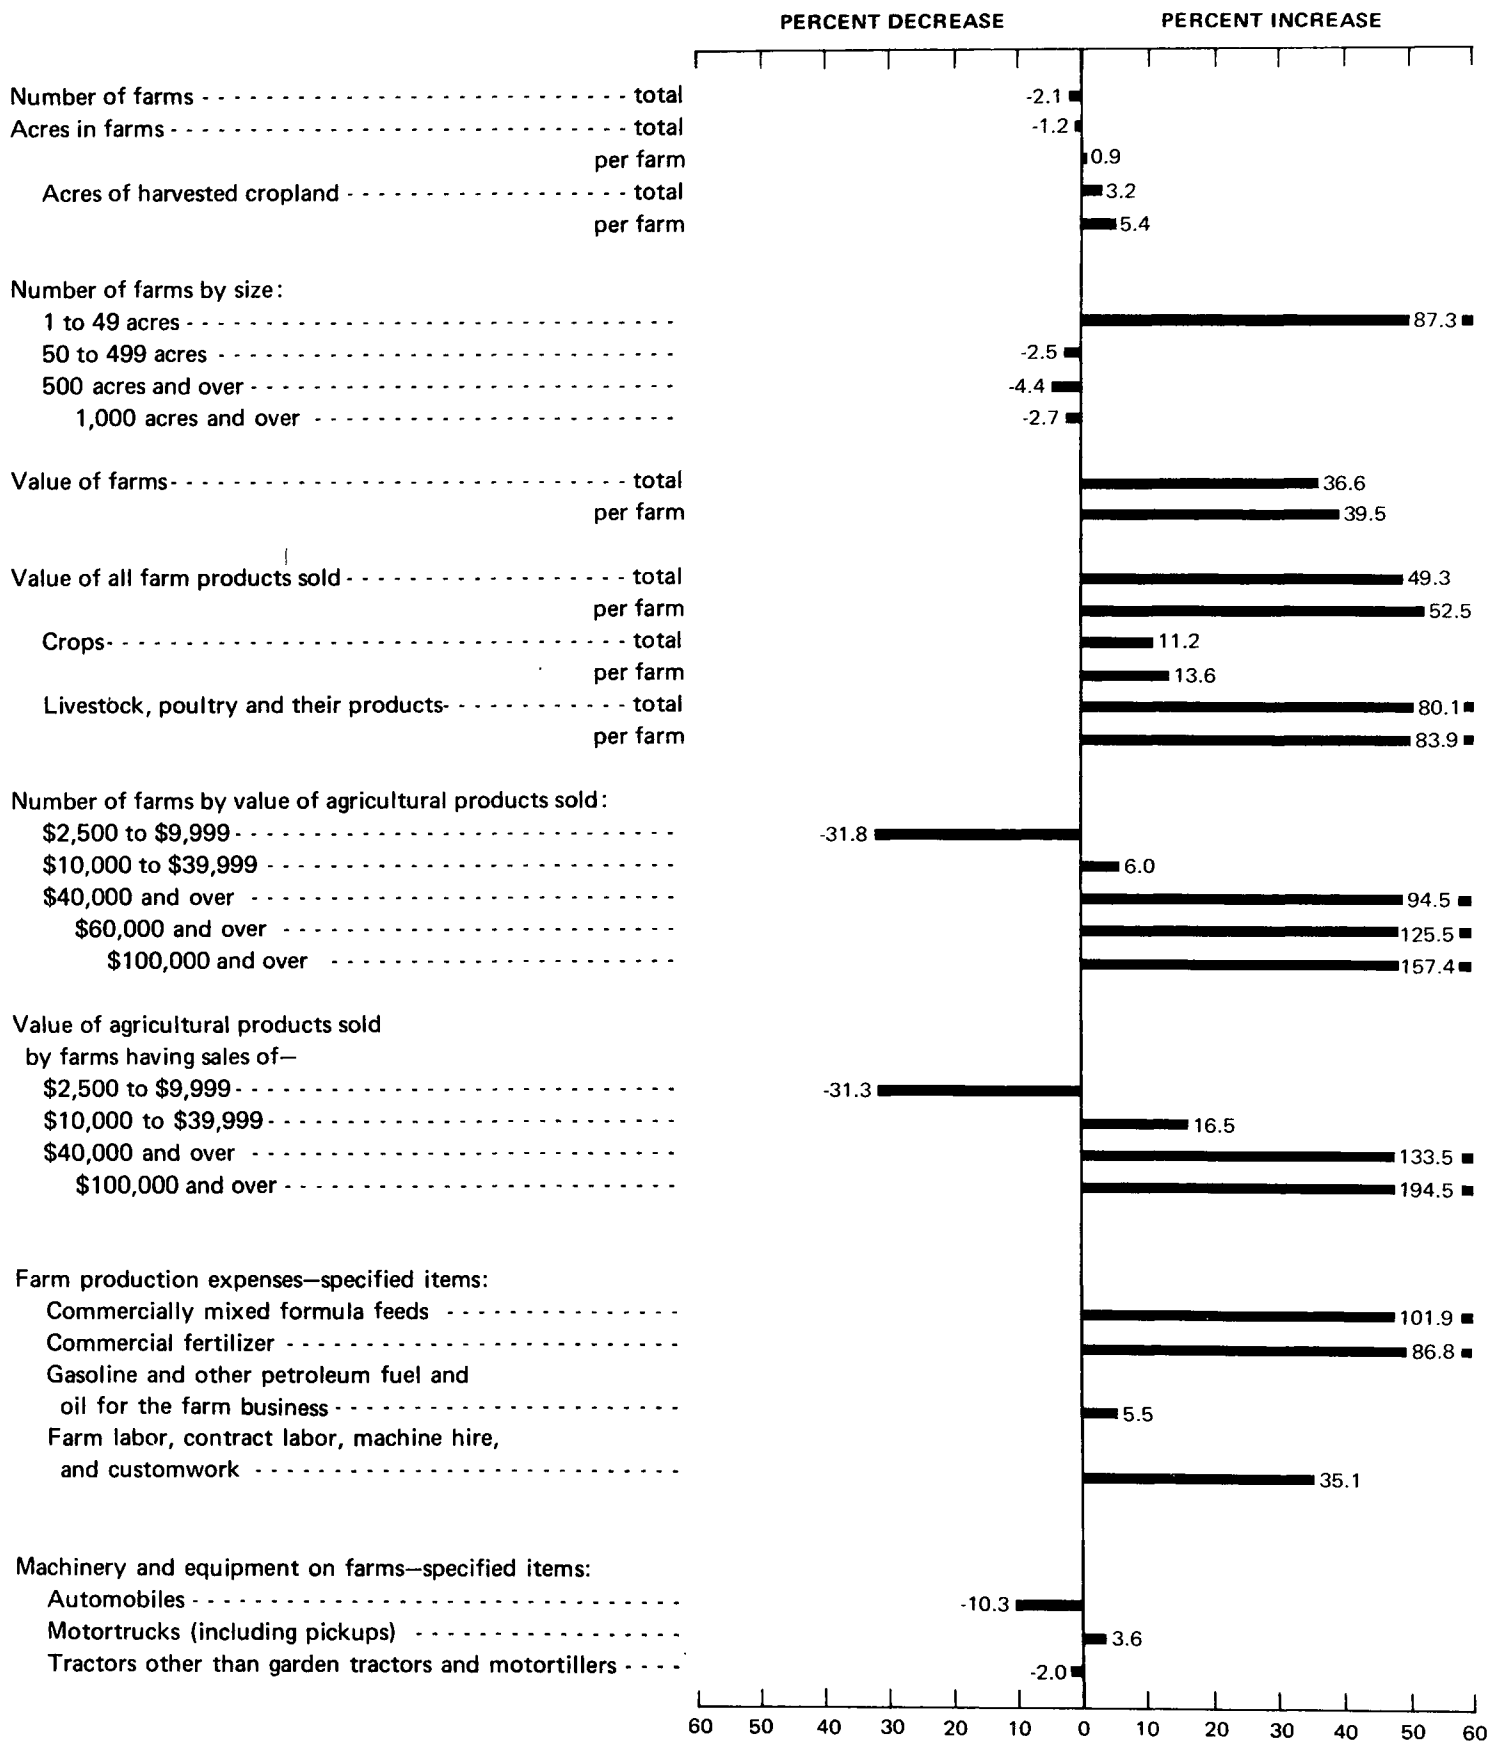 PERCENT DECREASE PERCENT INCREASE
Number of farms - - - - - - - - - - - - - - - - - - - - - - - - - - - total -2.1
Acres in farms - - - - - - - - - - - - - - - - - - - - - - - - - - - - - total -1.2
per farm 0.9
Acres of harvested cropland - - - - - - - - - - - - - - - - - - total 3.2
per farm 5.4
Number of farms by size:
1 to 49 acres - - - - - - - - - - - - - - - - - - - - - - - - - - - - - - - 87.3
50 to 499 acres - - - - - - - - - - - - - - - - - - - - - - - - - - - - - -2.5
500 acres and over - - - - - - - - - - - - - - - - - - - - - - - - - - - -4.4
1,000 acres and over - - - - - - - - - - - - - - - - - - - - - - - -2.7
Value of farms - - - - - - - - - - - - - - - - - - - - - - - - - - - - - total 36.6
per farm 39.5
Value of all farm products sold - - - - - - - - - - - - - - - - - - total 49.3
per farm 52.5
Crops - - - - - - - - - - - - - - - - - - - - - - - - - - - - - - - - - total 11.2
per farm 13.6
Livestock, poultry and their products - - - - - - - - - - - - total 80.1
per farm 83.9
Number of farms by value of agricultural products sold:
$2,500 to $9,999 - - - - - - - - - - - - - - - - - - - - - - - - - - - - -31.8
$10,000 to $39,999 - - - - - - - - - - - - - - - - - - - - - - - - - - 6.0
$40,000 and over - - - - - - - - - - - - - - - - - - - - - - - - - - - 94.5
$60,000 and over - - - - - - - - - - - - - - - - - - - - - - - - - 125.5
$100,000 and over - - - - - - - - - - - - - - - - - - - - - - 157.4
Value of agricultural products sold
by farms having sales of—
$2,500 to $9,999 - - - - - - - - - - - - - - - - - - - - - - - - - - - - -31.3
$10,000 to $39,999 - - - - - - - - - - - - - - - - - - - - - - - - - - 16.5
$40,000 and over - - - - - - - - - - - - - - - - - - - - - - - - - - - 133.5
$100,000 and over - - - - - - - - - - - - - - - - - - - - - - - - - 194.5
Farm production expenses—specified items:
Commercially mixed formula feeds - - - - - - - - - - - - - - - 101.9
Commercial fertilizer - - - - - - - - - - - - - - - - - - - - - - - - - 86.8
Gasoline and other petroleum fuel and
oil for the farm business - - - - - - - - - - - - - - - - - - - - - - 5.5
Farm labor, contract labor, machine hire,
and customwork - - - - - - - - - - - - - - - - - - - - - - - - - - - 35.1
Machinery and equipment on farms—specified items:
Automobiles - - - - - - - - - - - - - - - - - - - - - - - - - - - - - - - -10.3
Motortrucks (including pickups) - - - - - - - - - - - - - - - - - 3.6
Tractors other than garden tractors and motortillers - - - - -2.0
60 50 40 30 20 10 0 10 20 30 40 50 60